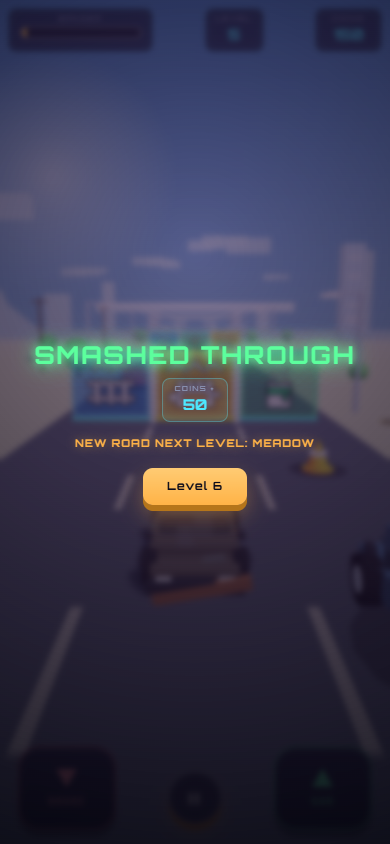 SMASHED THROUGH
COINS +
50
NEW ROAD NEXT LEVEL: MEADOW
Level 6